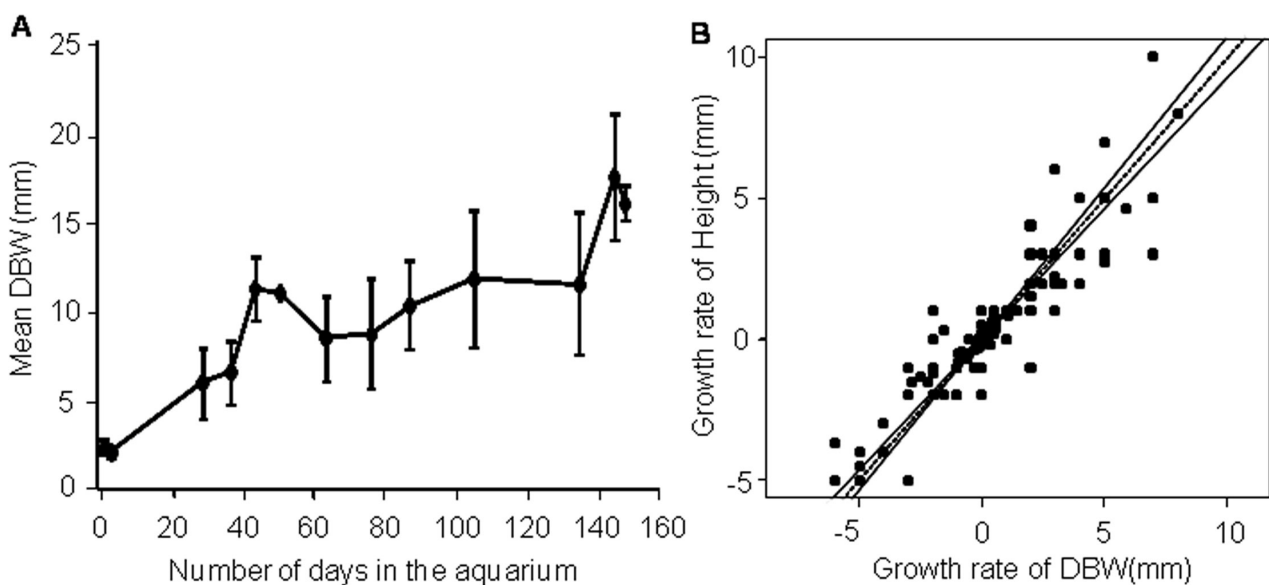 A
25
20
15
10
5
0
Mean DBW (mm)
0 20 40 60 80 100 120 140 160
Number of days in the aquarium
B
10
5
0
-5
Growth rate of Height (mm)
-5 0 5 10
Growth rate of DBW(mm)